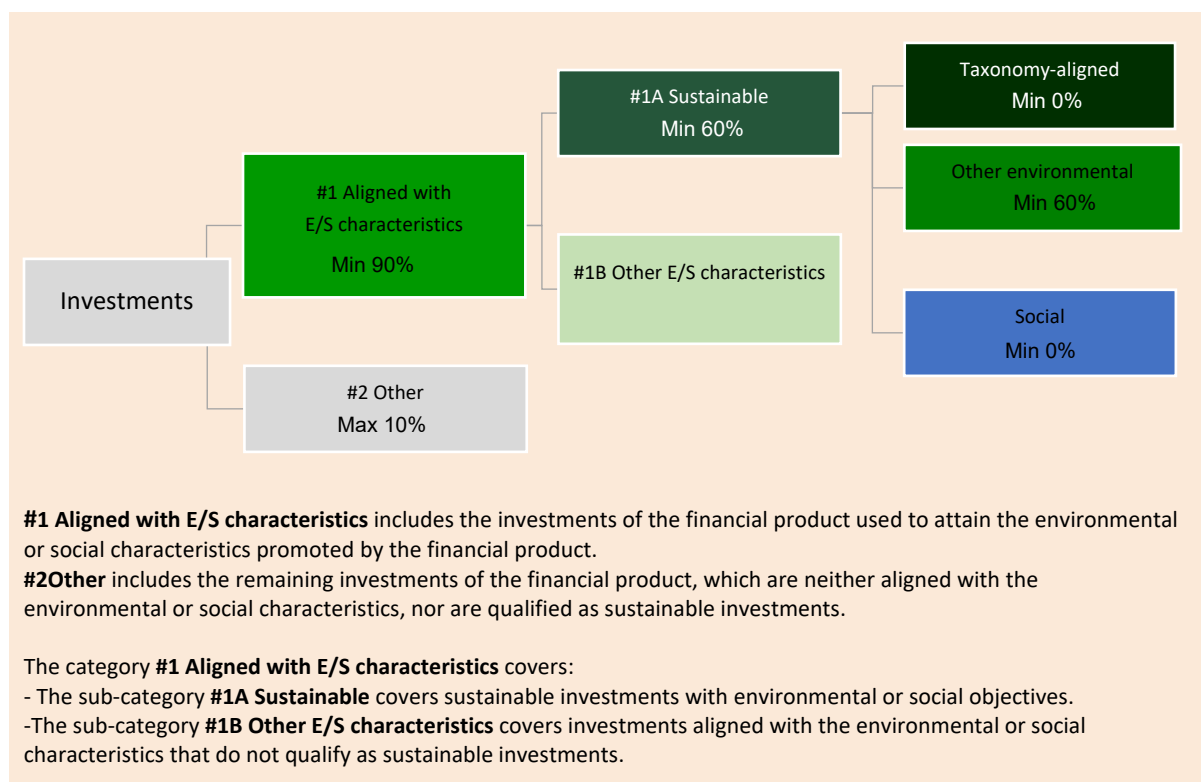 Taxonomy-aligned
Min 0%
#1A Sustainable
Min 60%
Other environmental
Min 60%
#1 Aligned with
E/S characteristics
Min 90%
#1B Other E/S characteristics
Investments
Social
Min 0%
#2 Other
Max 10%
#1 Aligned with E/S characteristics includes the investments of the financial product used to attain the environmental
or social characteristics promoted by the financial product.
#2Other includes the remaining investments of the financial product, which are neither aligned with the
environmental or social characteristics, nor are qualified as sustainable investments.
The category #1 Aligned with E/S characteristics covers:
- The sub-category #1A Sustainable covers sustainable investments with environmental or social objectives.
-The sub-category #1B Other E/S characteristics covers investments aligned with the environmental or social
characteristics that do not qualify as sustainable investments.